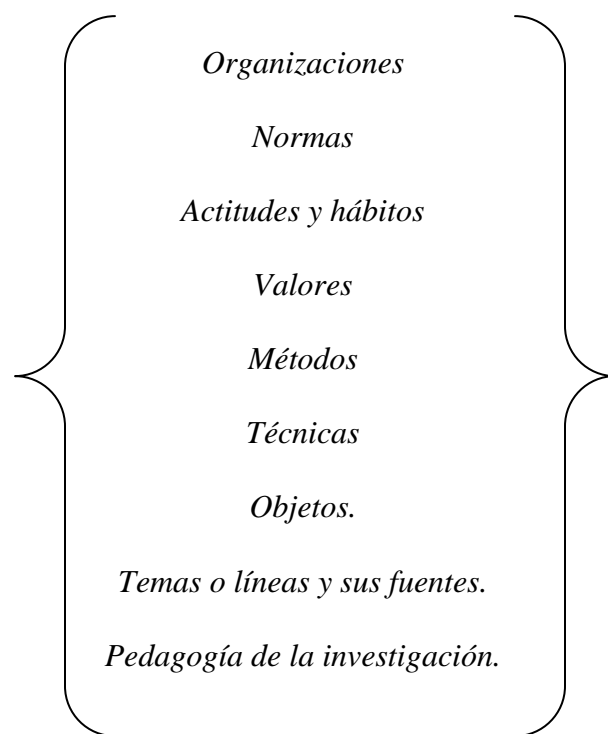 Organizaciones
Normas
Actitudes y hábitos
Valores
Métodos
Técnicas
Objetos.
Temas o líneas y sus fuentes.
Pedagogía de la investigación.